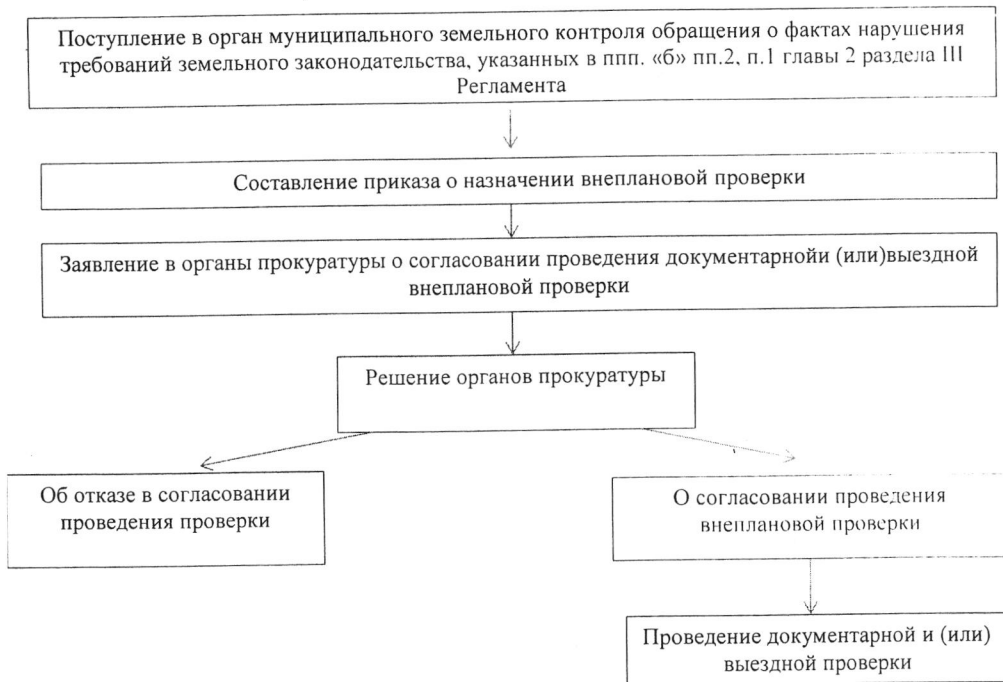 Поступление в орган муниципального земельного контроля обращения о фактах нарушения
требований земельного законодательства, указанных в ппп. «б» пп.2, п.1 главы 2 раздела III
Регламента
Составление приказа о назначении внеплановой проверки
Заявление в органы прокуратуры о согласовании проведения документарнойи (или)выездной
внеплановой проверки
Решение органов прокуратуры
Об отказе в согласовании
проведения проверки
О согласовании проведения
внеплановой проверки
Проведение документарной и (или)
выездной проверки